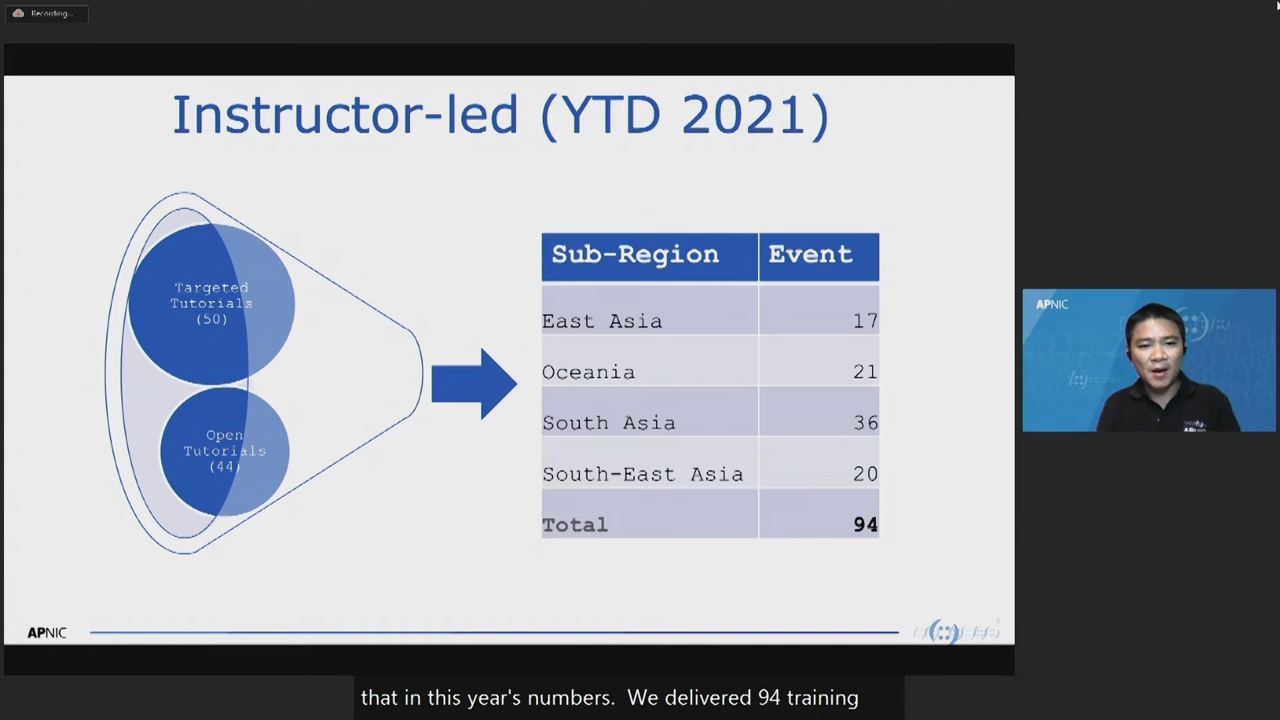 Recording...
Instructor-led (YTD 2021)
Targeted
Tutorials
(50)
Open
Tutorials
(44)
Sub-Region Event
East Asia 17
Oceania 21
South Asia 36
South-East Asia 20
Total 94
APNIC
APNIC
that in this year's numbers. We delivered 94 training